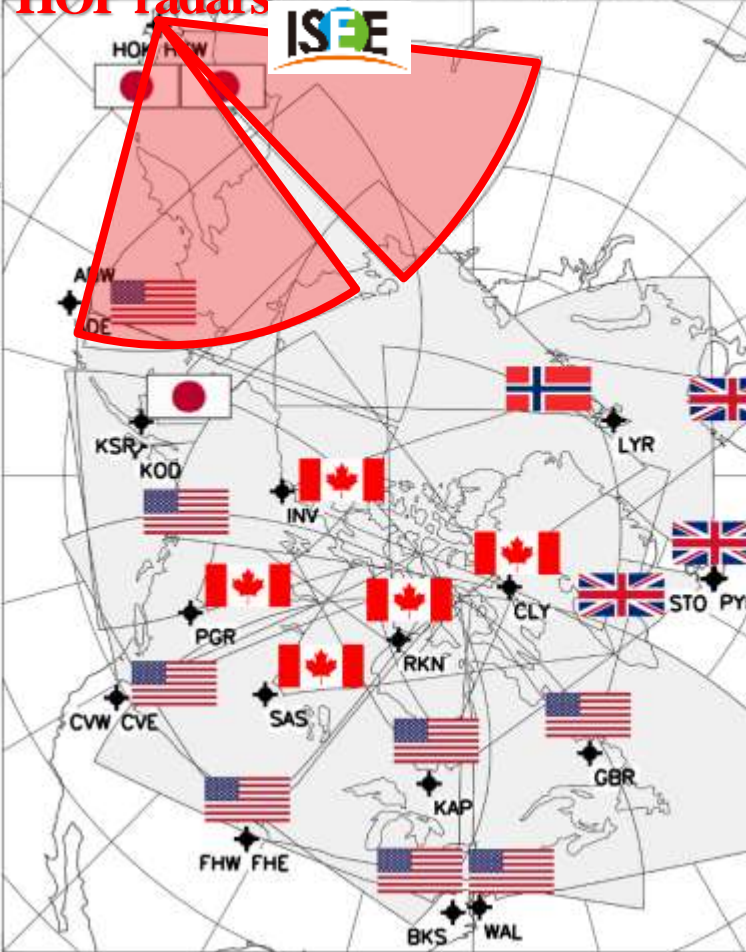 HOP radars
ISEE
HOK HKW
ADW
ADE
KSR
KOD
LYR
INV
CLY
STO PY
PGR
RKN
SAS
CVW CVE
GBR
KAP
FHW FHE
BKS
WAL